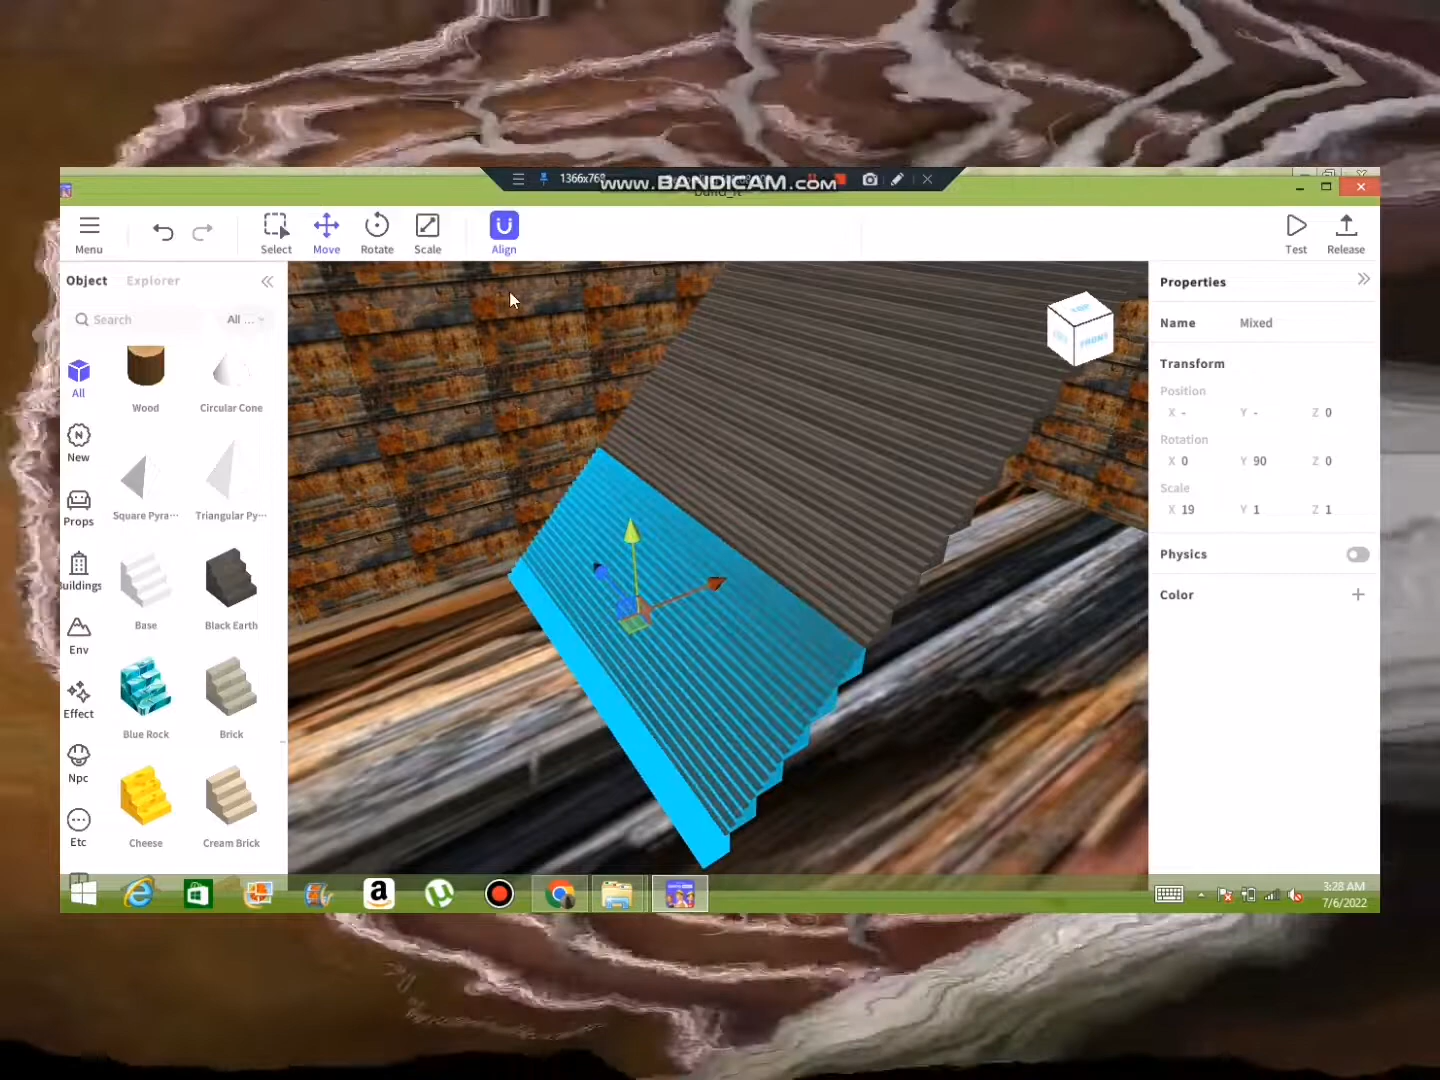 1366x768
www.BANDICAM.com
Menu
Select
Move
Rotate
Scale
Align
Test
Release
Object Explorer
Search
All ...
All
New
Props
Buildings
Env
Effect
Npc
Etc
Wood
Circular Cone
Square Pyra...
Triangular Py...
Base
Black Earth
Blue Rock
Brick
Cheese
Cream Brick
FRONT
Properties
Name Mixed
Transform
Position
X - Y - Z 0
Rotation
X 0 Y 90 Z 0
Scale
X 19 Y 1 Z 1
Physics
Color
3:28 AM
7/6/2022